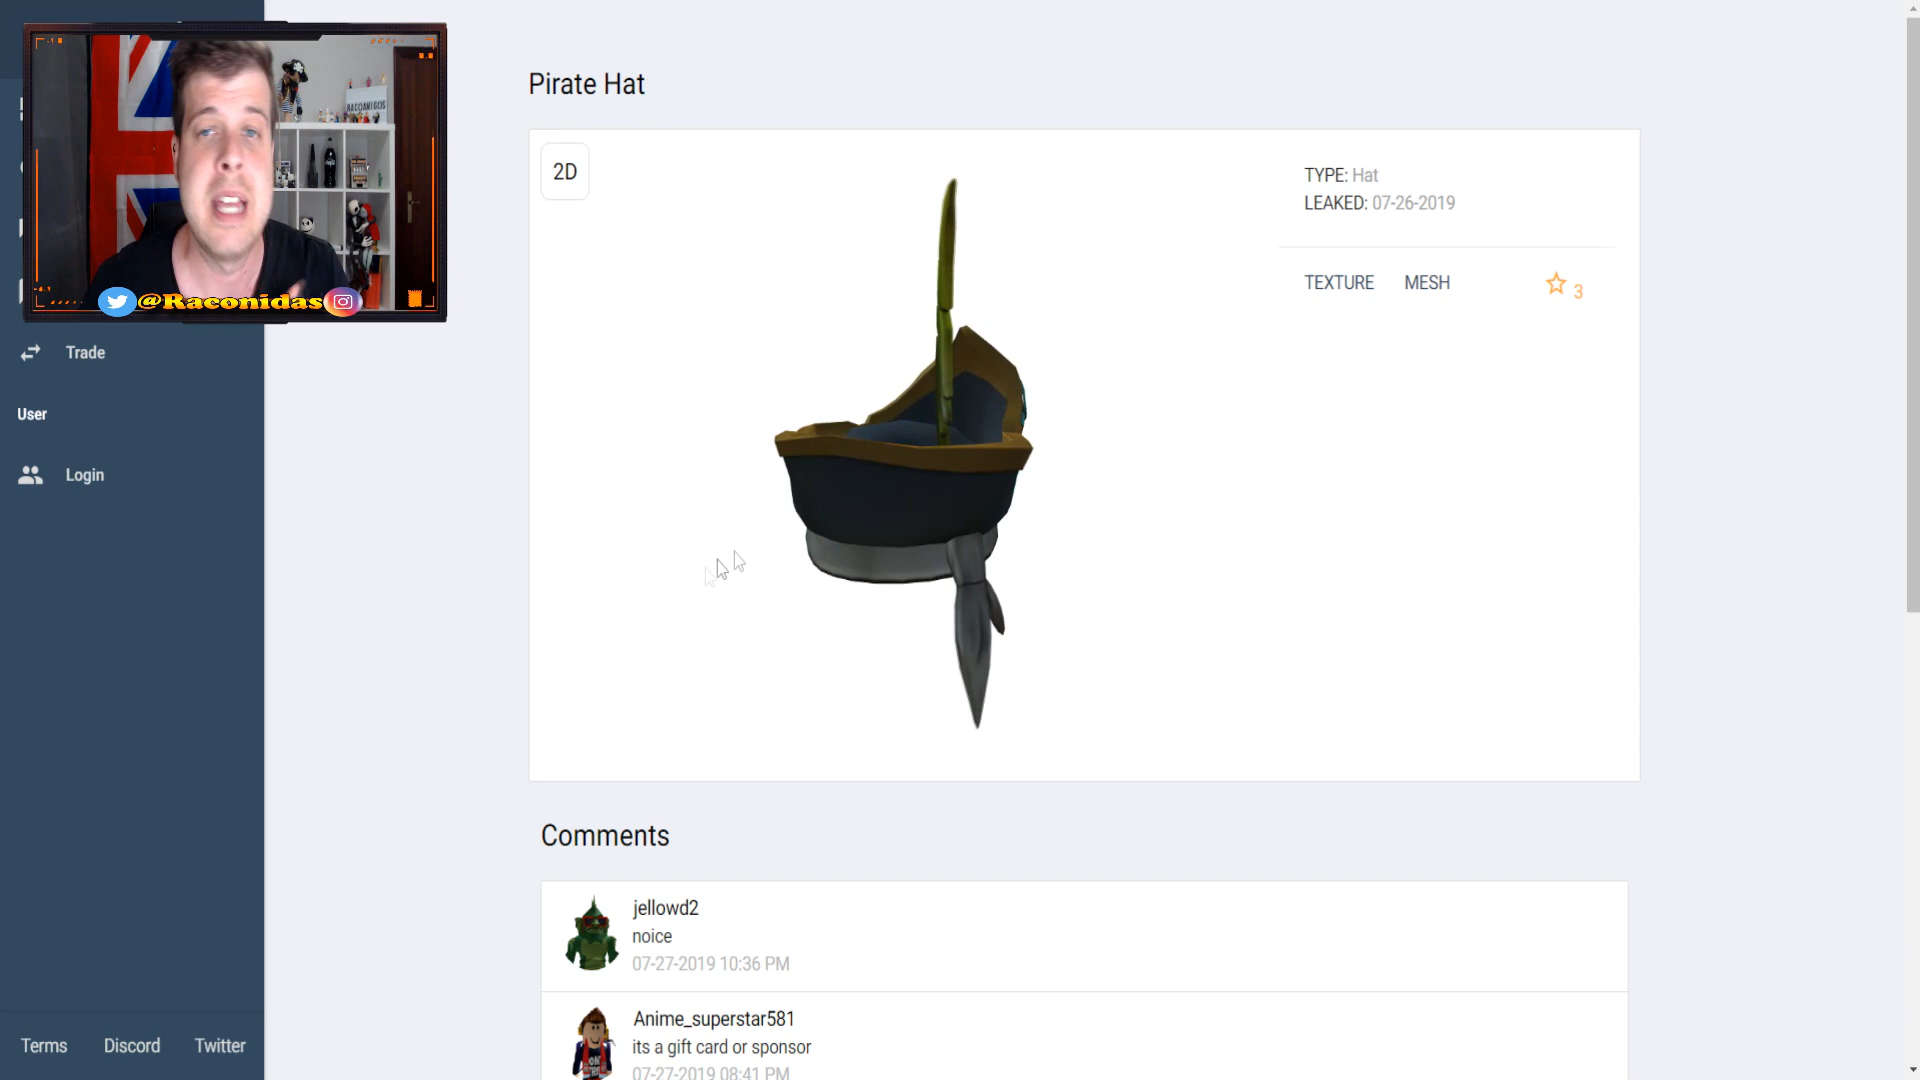 RACOAMIGOS
@Raconidas
Trade
User
Login
Terms Discord Twitter
Pirate Hat
2D
TYPE: Hat
LEAKED: 07-26-2019
TEXTURE MESH 3
Comments
jellowd2
noice
07-27-2019 10:36 PM
Anime_superstar581
its a gift card or sponsor
07-27-2019 08:41 PM